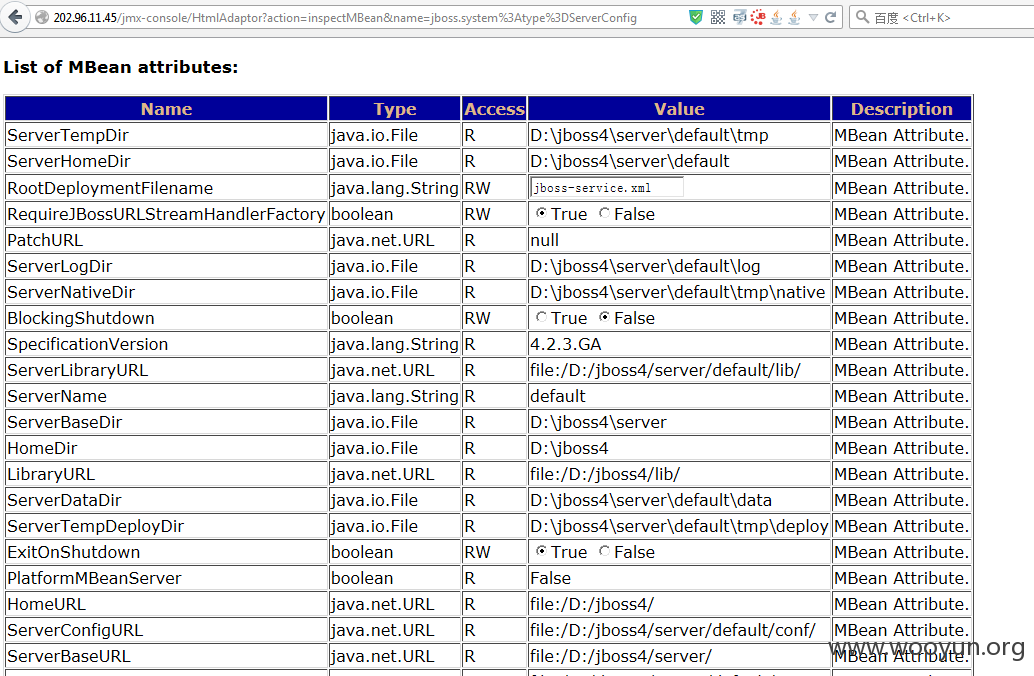 202.96.11.45/jmx-console/HtmlAdaptor?action=inspectMBean&name=jboss.system%3Atype%3DServerConfig
百度 <Ctrl+K>
List of MBean attributes:
Name Type Access Value Description
ServerTempDir java.io.File R D:\jboss4\server\default\tmp MBean Attribute.
ServerHomeDir java.io.File R D:\jboss4\server\default MBean Attribute.
RootDeploymentFilename java.lang.String RW jboss-service.xml MBean Attribute.
RequireJBossURLStreamHandlerFactory boolean RW True False MBean Attribute.
PatchURL java.net.URL R null MBean Attribute.
ServerLogDir java.io.File R D:\jboss4\server\default\log MBean Attribute.
ServerNativeDir java.io.File R D:\jboss4\server\default\tmp\native MBean Attribute.
BlockingShutdown boolean RW True False MBean Attribute.
SpecificationVersion java.lang.String R 4.2.3.GA MBean Attribute.
ServerLibraryURL java.net.URL R file:/D:/jboss4/server/default/lib/ MBean Attribute.
ServerName java.lang.String R default MBean Attribute.
ServerBaseDir java.io.File R D:\jboss4\server MBean Attribute.
HomeDir java.io.File R D:\jboss4 MBean Attribute.
LibraryURL java.net.URL R file:/D:/jboss4/lib/ MBean Attribute.
ServerDataDir java.io.File R D:\jboss4\server\default\data MBean Attribute.
ServerTempDeployDir java.io.File R D:\jboss4\server\default\tmp\deploy MBean Attribute.
ExitOnShutdown boolean RW True False MBean Attribute.
PlatformMBeanServer boolean R False MBean Attribute.
HomeURL java.net.URL R file:/D:/jboss4/ MBean Attribute.
ServerConfigURL java.net.URL R file:/D:/jboss4/server/default/conf/ MBean Attribute.
ServerBaseURL java.net.URL R file:/D:/jboss4/server/ MBean Attribute.
www.wooyun.org